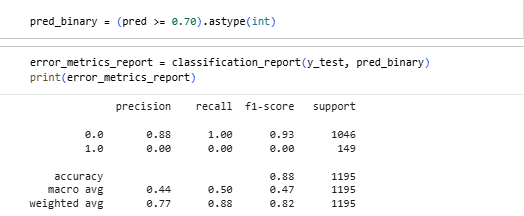 pred_binary = (pred >= 0.70).astype(int)
error_metrics_report = classification_report(y_test, pred_binary)
print(error_metrics_report)
precision recall f1-score support
0.0 0.88 1.00 0.93 1046
1.0 0.00 0.00 0.00 149
accuracy 0.88 1195
macro avg 0.44 0.50 0.47 1195
weighted avg 0.77 0.88 0.82 1195